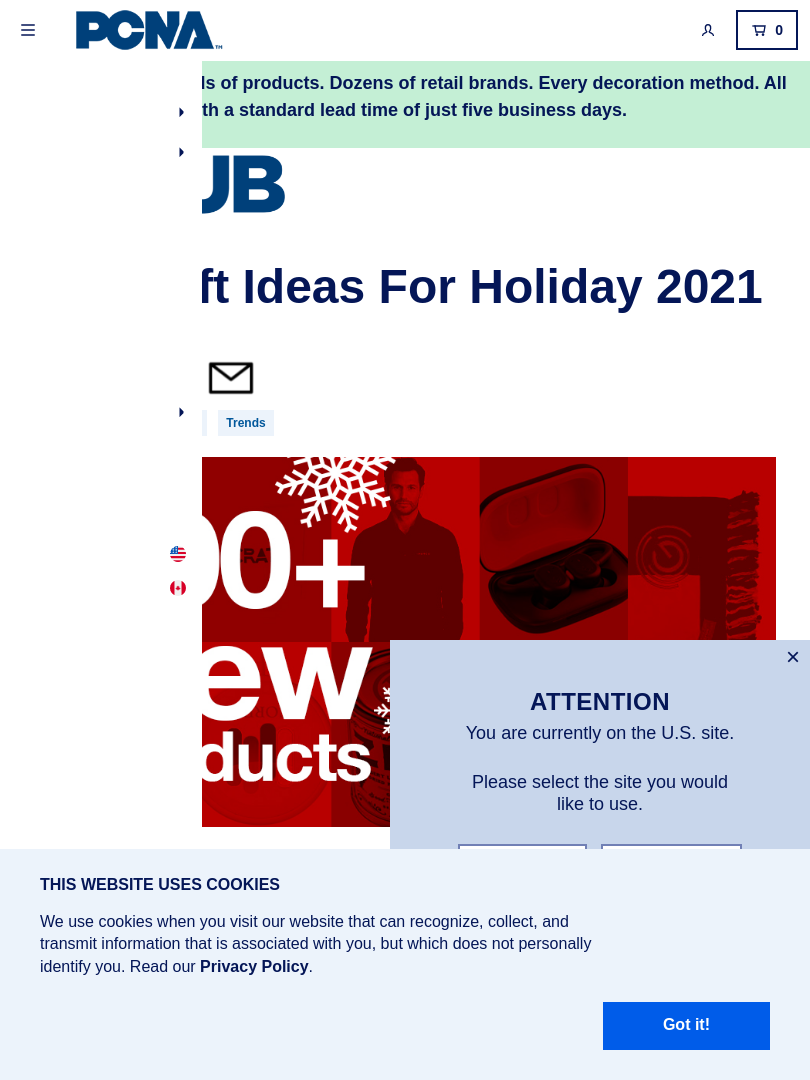 PCNA™
0
ls of products. Dozens of retail brands. Every decoration method. All
th a standard lead time of just five business days.
UB
ft Ideas For Holiday 2021
Trends
00+
ew
ducts
ATTENTION
You are currently on the U.S. site.
Please select the site you would
like to use.
THIS WEBSITE USES COOKIES
We use cookies when you visit our website that can recognize, collect, and
transmit information that is associated with you, but which does not personally
identify you. Read our Privacy Policy.
Got it!